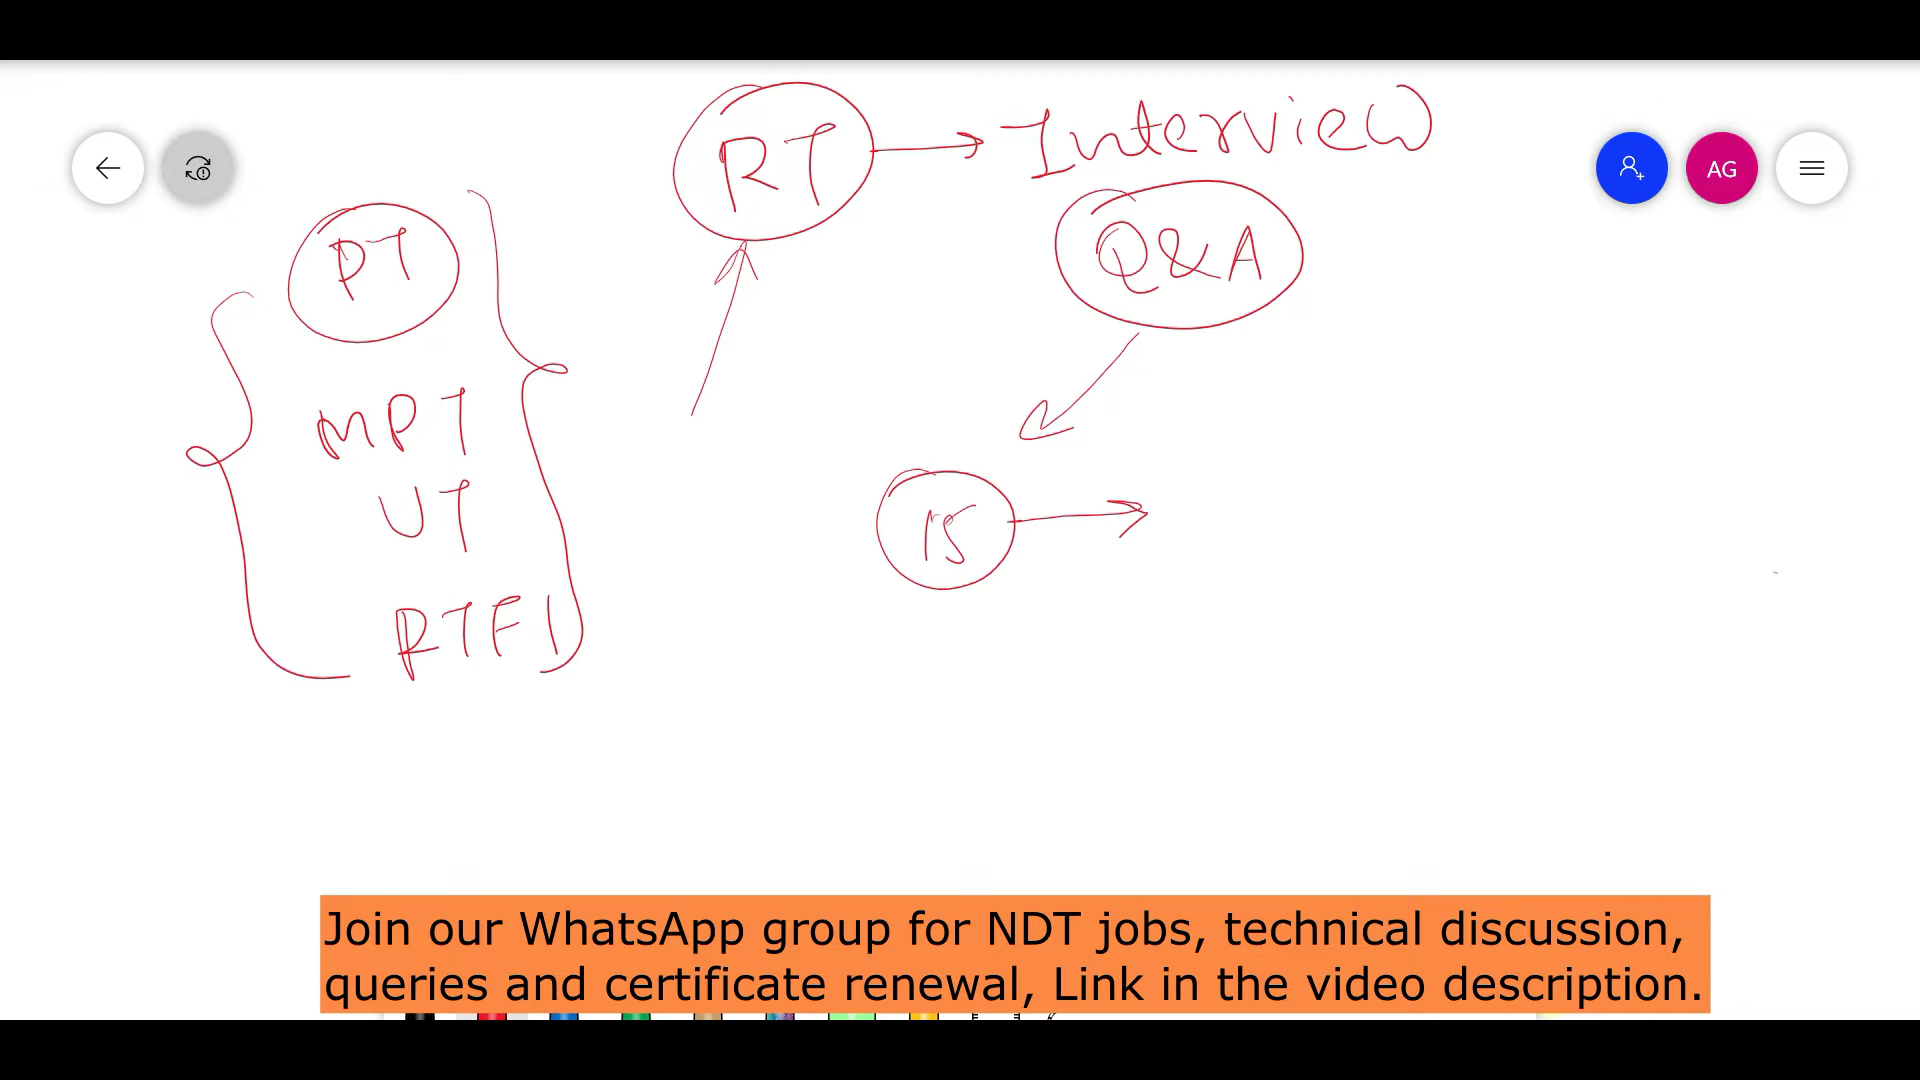 RT → Interview
Q&A
PT
MPT
UT
RTFI
15 →
AG
Join our WhatsApp group for NDT jobs, technical discussion,
queries and certificate renewal, Link in the video description.